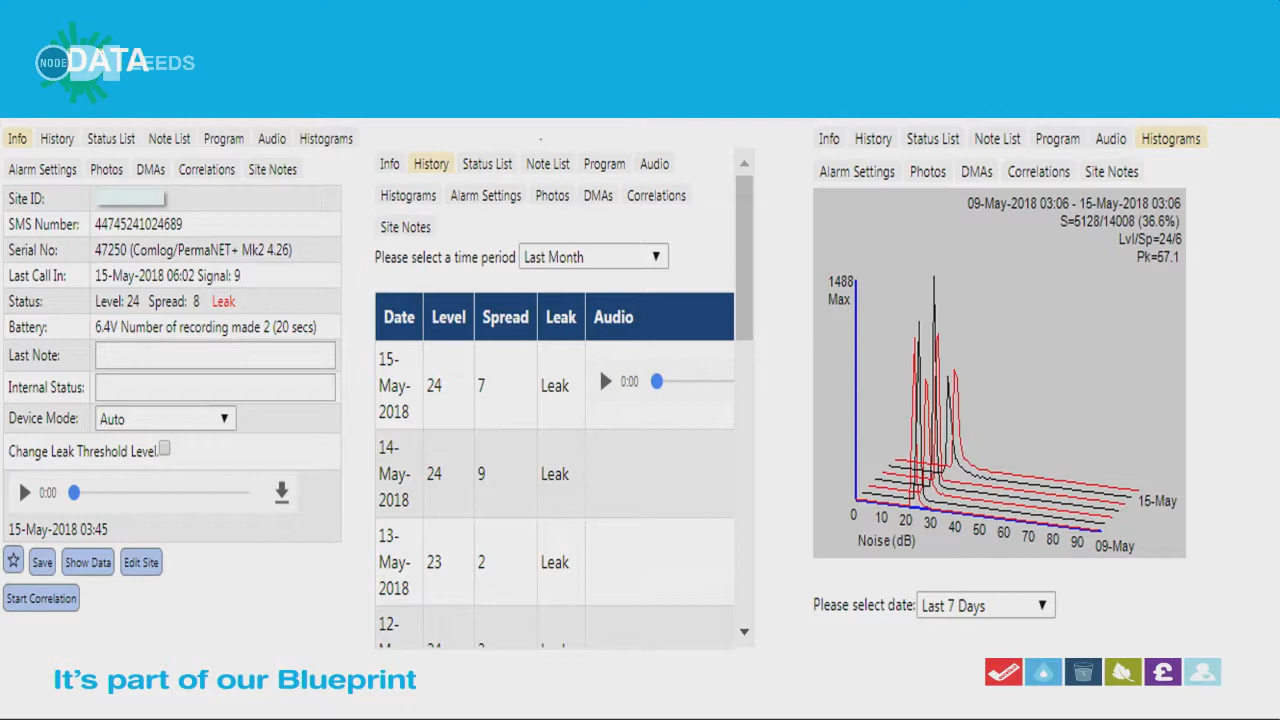 NODE DATA
Info History Status List Note List Program Audio Histograms
Alarm Settings Photos DMAs Correlations Site Notes
Site ID:
SMS Number: 44745241024689
Serial No: 47250 (Comlog/PermaNET+ Mk2 4.26)
Last Call In: 15-May-2018 06:02 Signal: 9
Status: Level: 24 Spread: 8 Leak
Battery: 6.4V Number of recording made 2 (20 secs)
Last Note:
Internal Status:
Device Mode: Auto
Change Leak Threshold Level
0:00
15-May-2018 03:45
Save Show Data Edit Site
Start Correlation
Info History Status List Note List Program Audio
Histograms Alarm Settings Photos DMAs Correlations
Site Notes
Please select a time period Last Month
Date Level Spread Leak Audio
15-
May-
2018
24 7 Leak 0:00
14-
May-
2018
24 9 Leak
13-
May-
2018
23 2 Leak
12-
Info History Status List Note List Program Audio Histograms
Alarm Settings Photos DMAs Correlations Site Notes
09-May-2018 03:06 - 15-May-2018 03:06
S=5128/14008 (36.6%)
Lvl/Sp=24/6
Pk=57.1
1488
Max
0 10 20 30 40 50 60 70 80 90
Noise (dB)
09-May
15-May
Please select date: Last 7 Days
It's part of our Blueprint
£